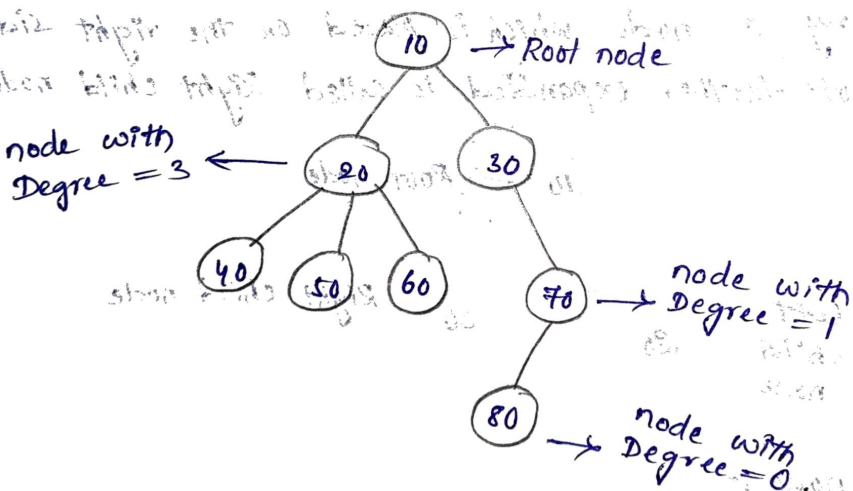 10 → Root node
node with
Degree = 3 ← 20 30
40 50 60
70 → node with
Degree = 1
80 → node with
Degree = 0.